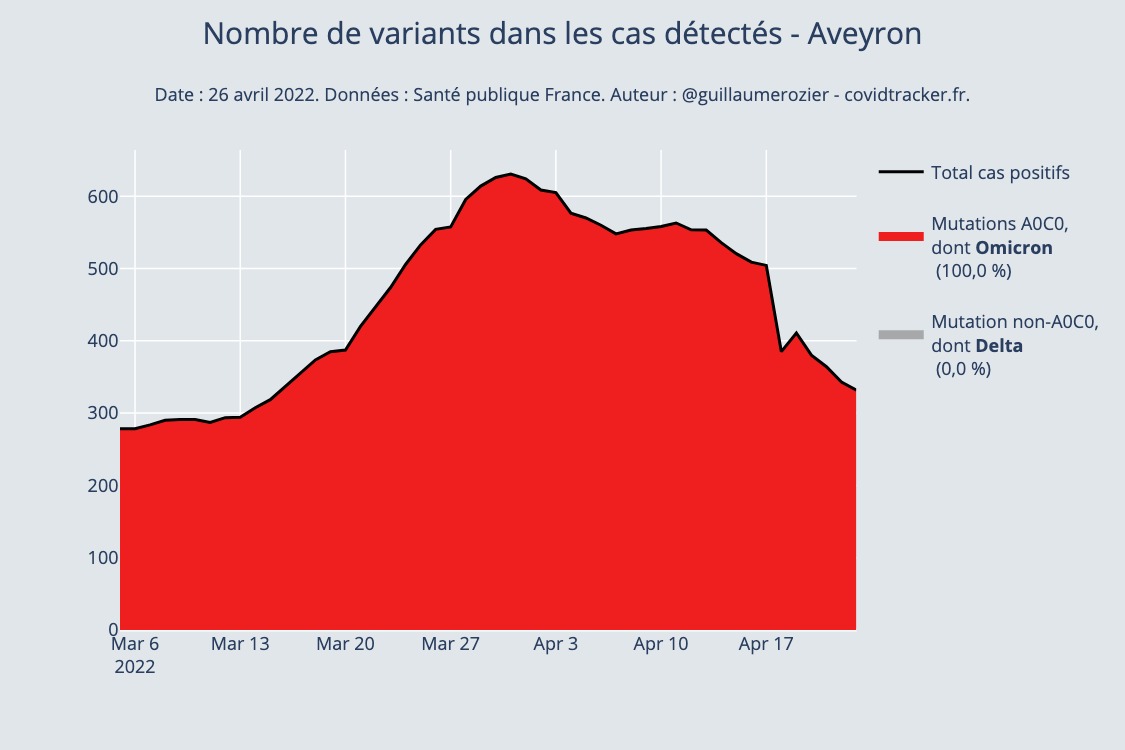 Nombre de variants dans les cas détectés - Aveyron
Date : 26 avril 2022. Données : Santé publique France. Auteur : @guillaumerozier - covidtracker.fr.
Total cas positifs
Mutations A0C0,
dont Omicron
(100,0 %)
Mutation non-A0C0,
dont Delta
(0,0 %)
600
500
400
300
200
100
0
Mar 6 Mar 13 Mar 20 Mar 27 Apr 3 Apr 10 Apr 17
2022